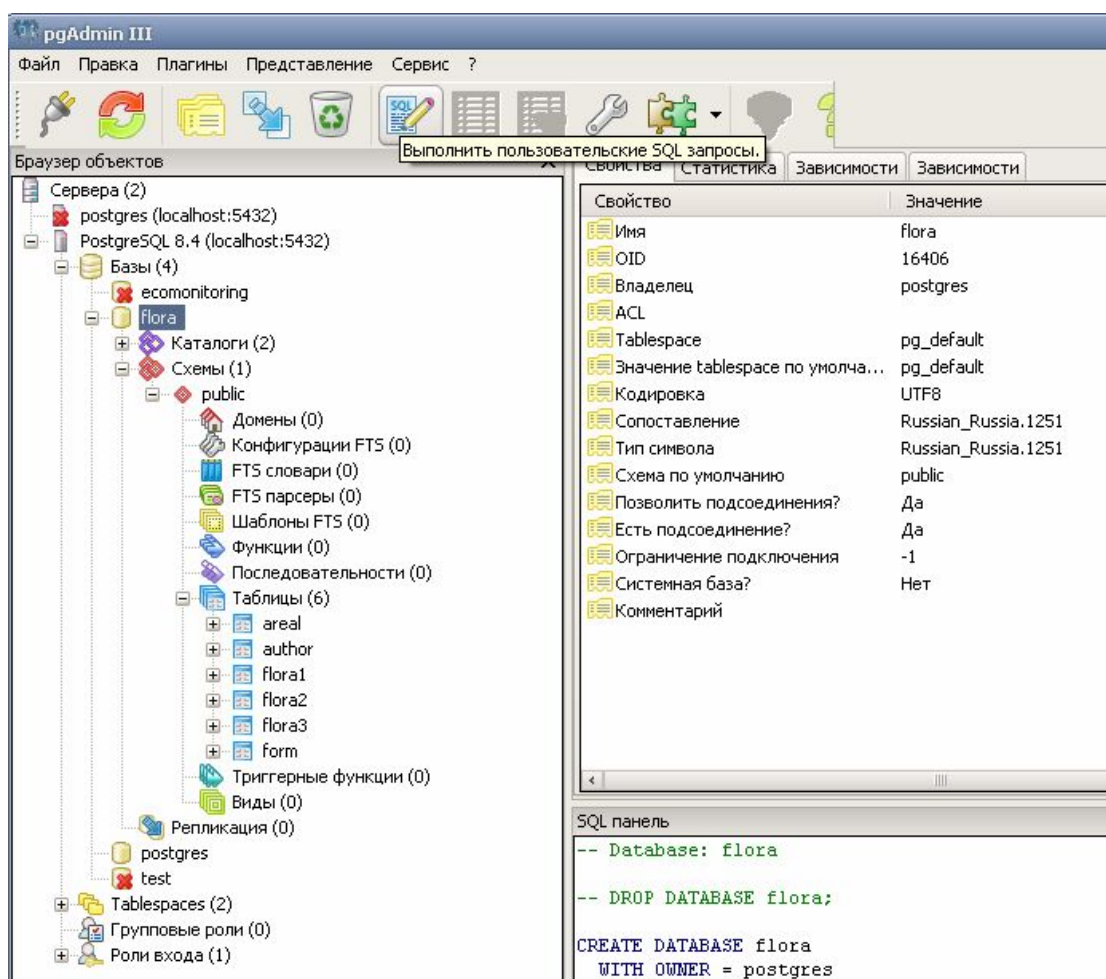 pgAdmin III
Файл Правка Плагины Представление Сервис ?
Выполнить пользовательские SQL запросы.
Браузер объектов
Сервера (2)
postgres (localhost:5432)
PostgreSQL 8.4 (localhost:5432)
Базы (4)
ecomonitoring
flora
Каталоги (2)
Схемы (1)
public
Домены (0)
Конфигурации FTS (0)
FTS словари (0)
FTS парсеры (0)
Шаблоны FTS (0)
Функции (0)
Последовательности (0)
Таблицы (6)
areal
author
flora1
flora2
flora3
form
Триггерные функции (0)
Виды (0)
Репликация (0)
postgres
test
Tablespaces (2)
Групповые роли (0)
Роли входа (1)
Свойства Статистика Зависимости Зависимости
Свойство Значение
Имя flora
OID 16406
Владелец postgres
ACL
Tablespace pg_default
Значение tablespace по умолча... pg_default
Кодировка UTF8
Сопоставление Russian_Russia.1251
Тип символа Russian_Russia.1251
Схема по умолчанию public
Позволить подсоединения? Да
Есть подсоединение? Да
Ограничение подключения -1
Системная база? Нет
Комментарий
SQL панель
-- Database: flora
-- DROP DATABASE flora;
CREATE DATABASE flora
WITH OWNER = postgres